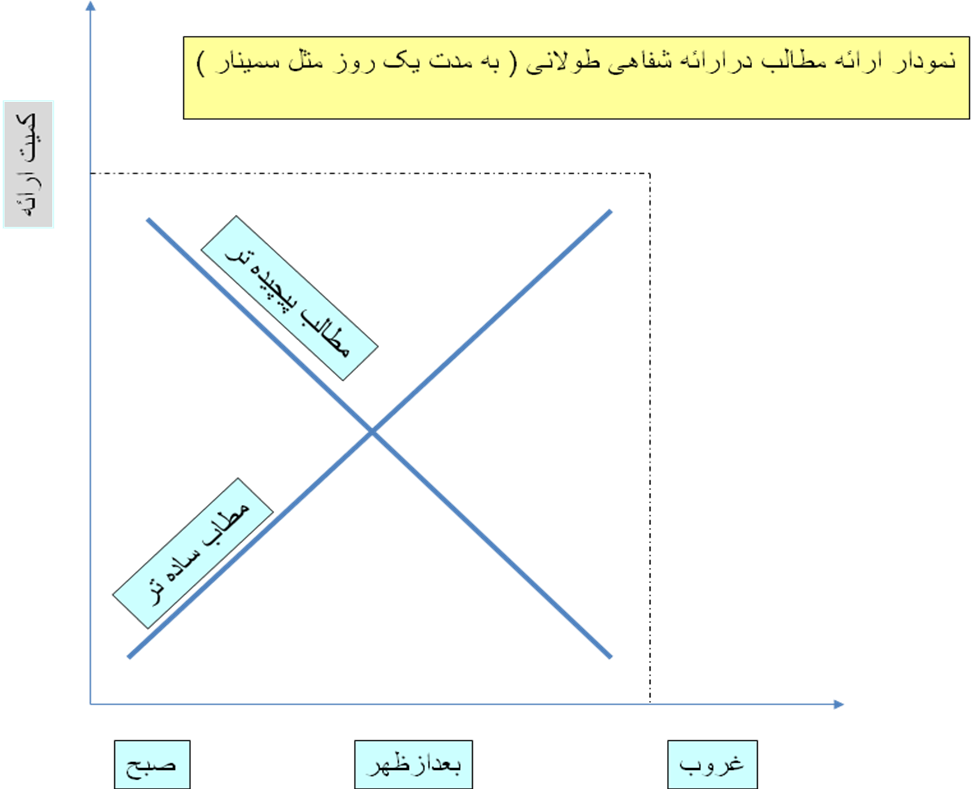 نمودار ارائه مطالب درارائه شفاهی طولانی ( به مدت یک روز مثل سمینار )
کمیت ارائه
مطالب پیچیده تر
مطاب ساده تر
صبح
بعدازظهر
غروب